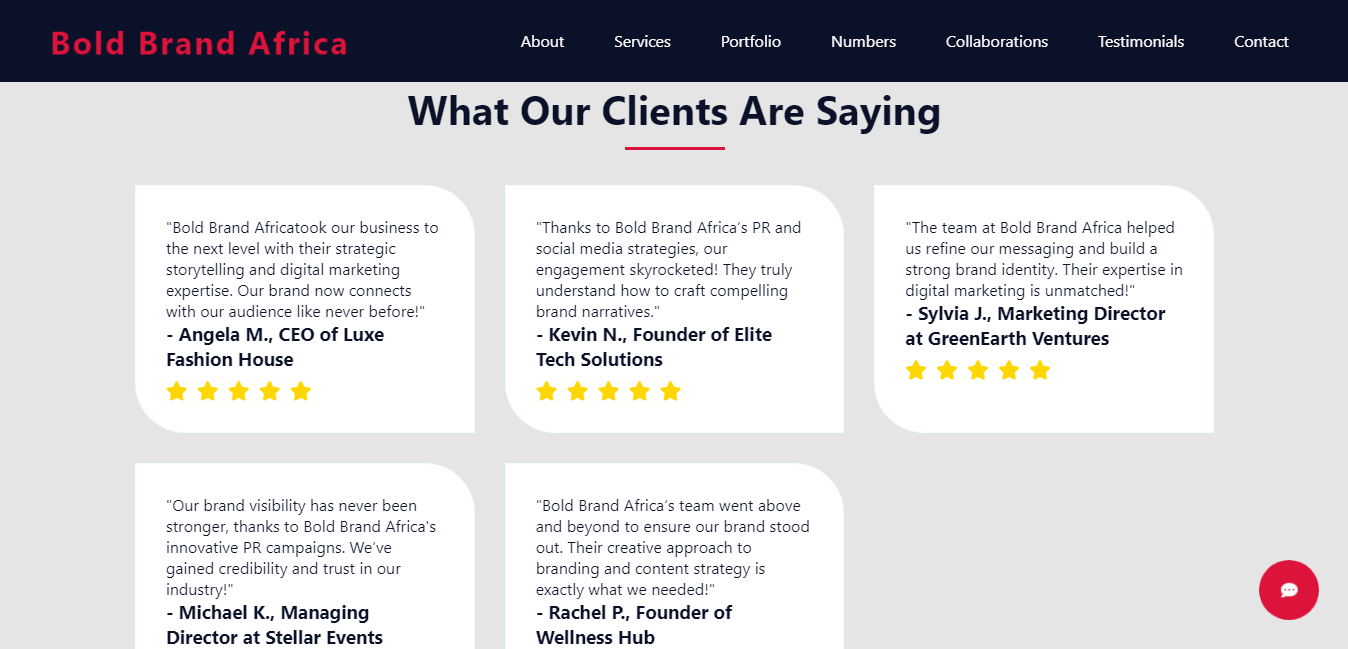 Bold Brand Africa
About Services Portfolio Numbers Collaborations Testimonials Contact
What Our Clients Are Saying
"Bold Brand Africatook our business to
the next level with their strategic
storytelling and digital marketing
expertise. Our brand now connects
with our audience like never before!"
- Angela M., CEO of Luxe
Fashion House
"Thanks to Bold Brand Africa’s PR and
social media strategies, our
engagement skyrocketed! They truly
understand how to craft compelling
brand narratives."
- Kevin N., Founder of Elite
Tech Solutions
"The team at Bold Brand Africa helped
us refine our messaging and build a
strong brand identity. Their expertise in
digital marketing is unmatched!"
- Sylvia J., Marketing Director
at GreenEarth Ventures
"Our brand visibility has never been
stronger, thanks to Bold Brand Africa's
innovative PR campaigns. We’ve
gained credibility and trust in our
industry!"
- Michael K., Managing
Director at Stellar Events
"Bold Brand Africa’s team went above
and beyond to ensure our brand stood
out. Their creative approach to
branding and content strategy is
exactly what we needed!"
- Rachel P., Founder of
Wellness Hub